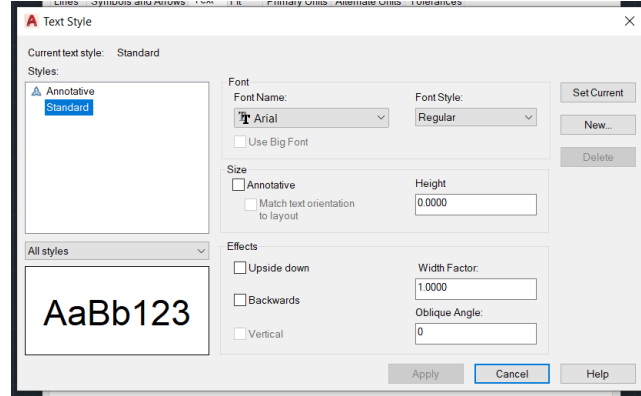 Lines Symbols and Arrows Text Fit Primary Units Alternate Units Tolerances
Text Style
Current text style: Standard
Styles:
Annotative
Standard
All styles
AaBb123
Font
Font Name: Font Style:
Arial Regular
Use Big Font
Size
Annotative Height
Match text orientation 0.0000
to layout
Effects
Upside down Width Factor:
1.0000
Backwards
Oblique Angle:
Vertical 0
Set Current
New...
Delete
Apply Cancel Help